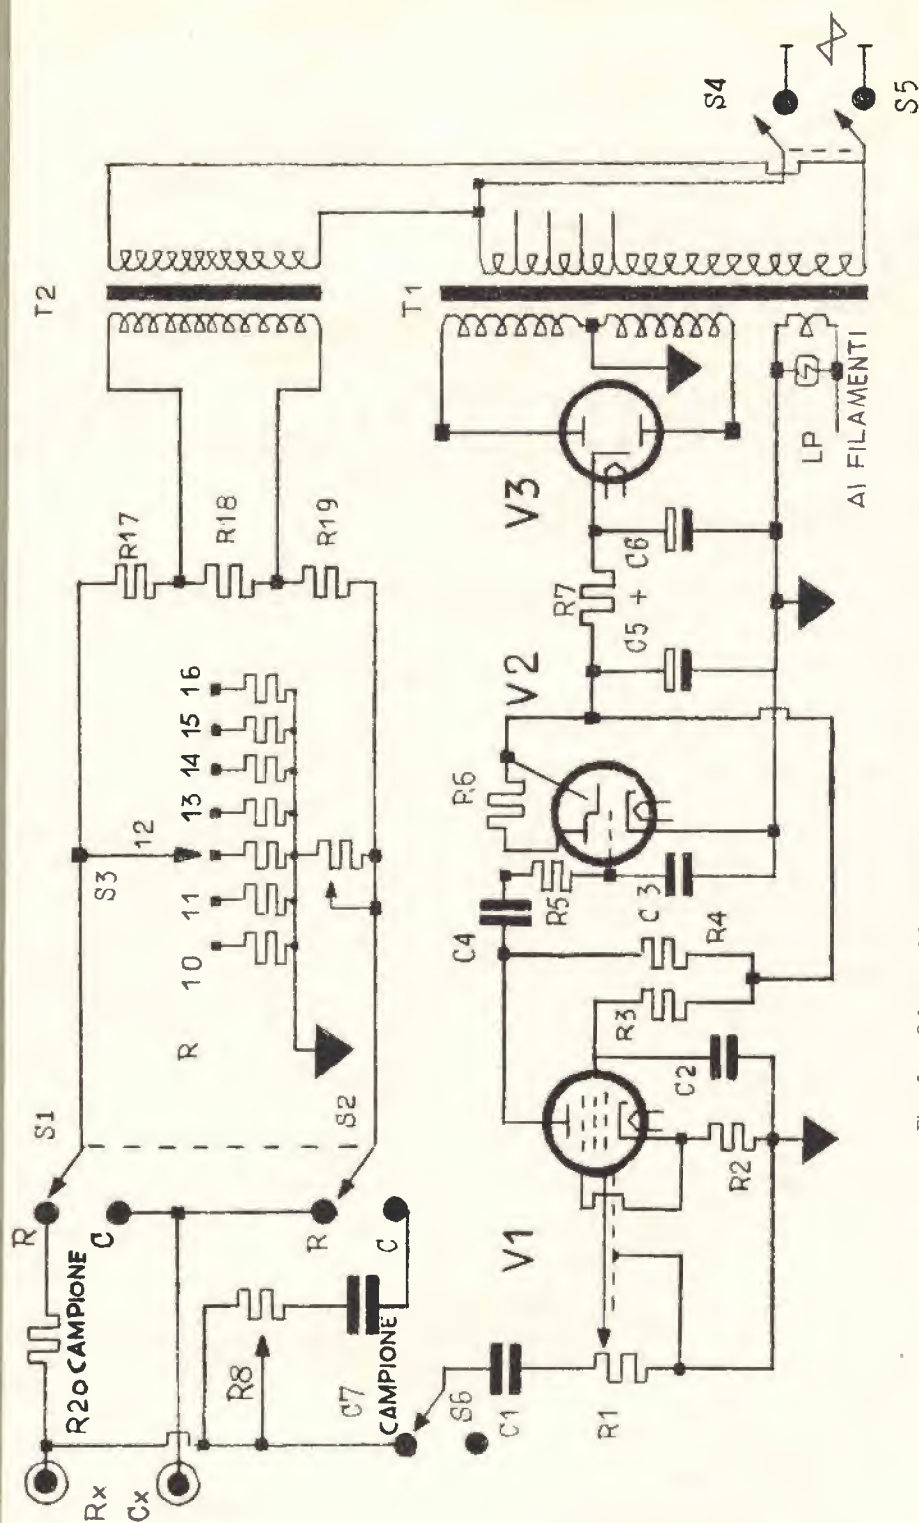 T2
T1
S4
S5
R17
R18
R19
V3
LP
AI FILAMENTI
S3
12
10
11
13
14
15
16
R
R7
C5 +
C6
V2
R6
R5
C4
C3
R4
R3
C2
R2
S1
S2
R
C
R
C
R20 CAMPIONE
R8
C7
CAMPIONE
V1
S6
C1
R1
Rx
Cx